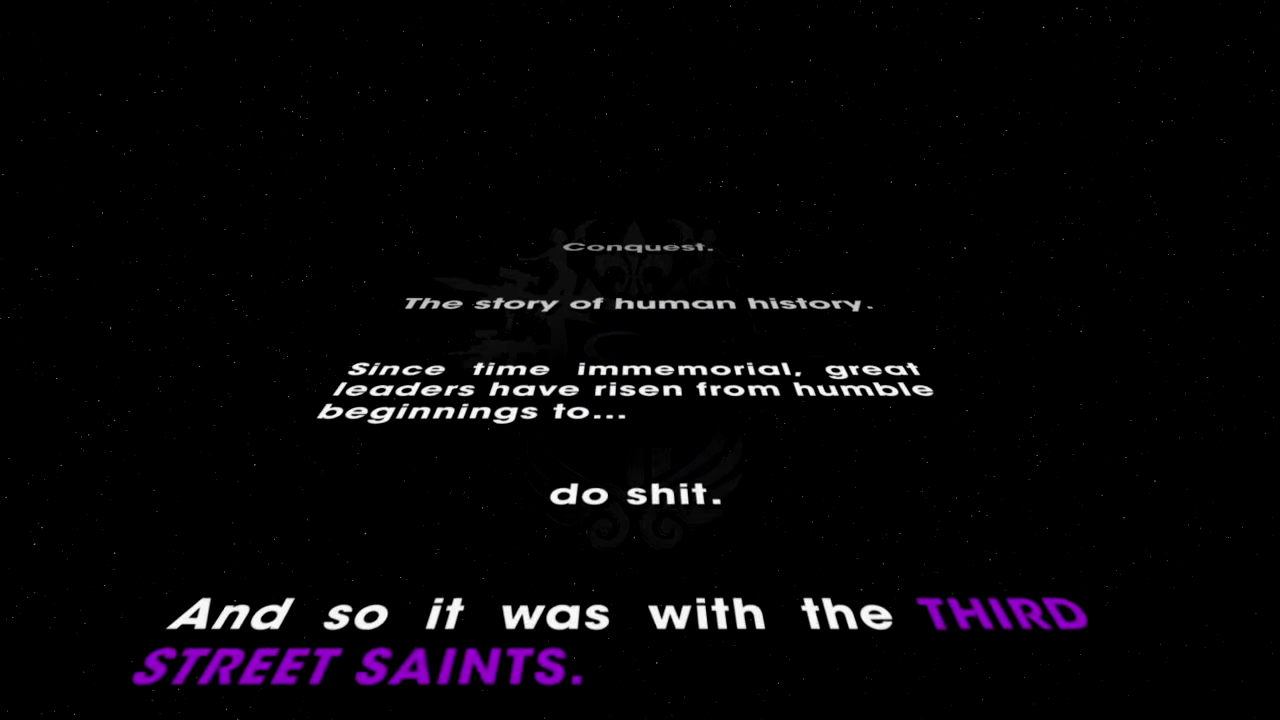 Conquest.
The story of human history.
Since time immemorial, great
leaders have risen from humble
beginnings to...
do shit.
And so it was with the THIRD
STREET SAINTS.